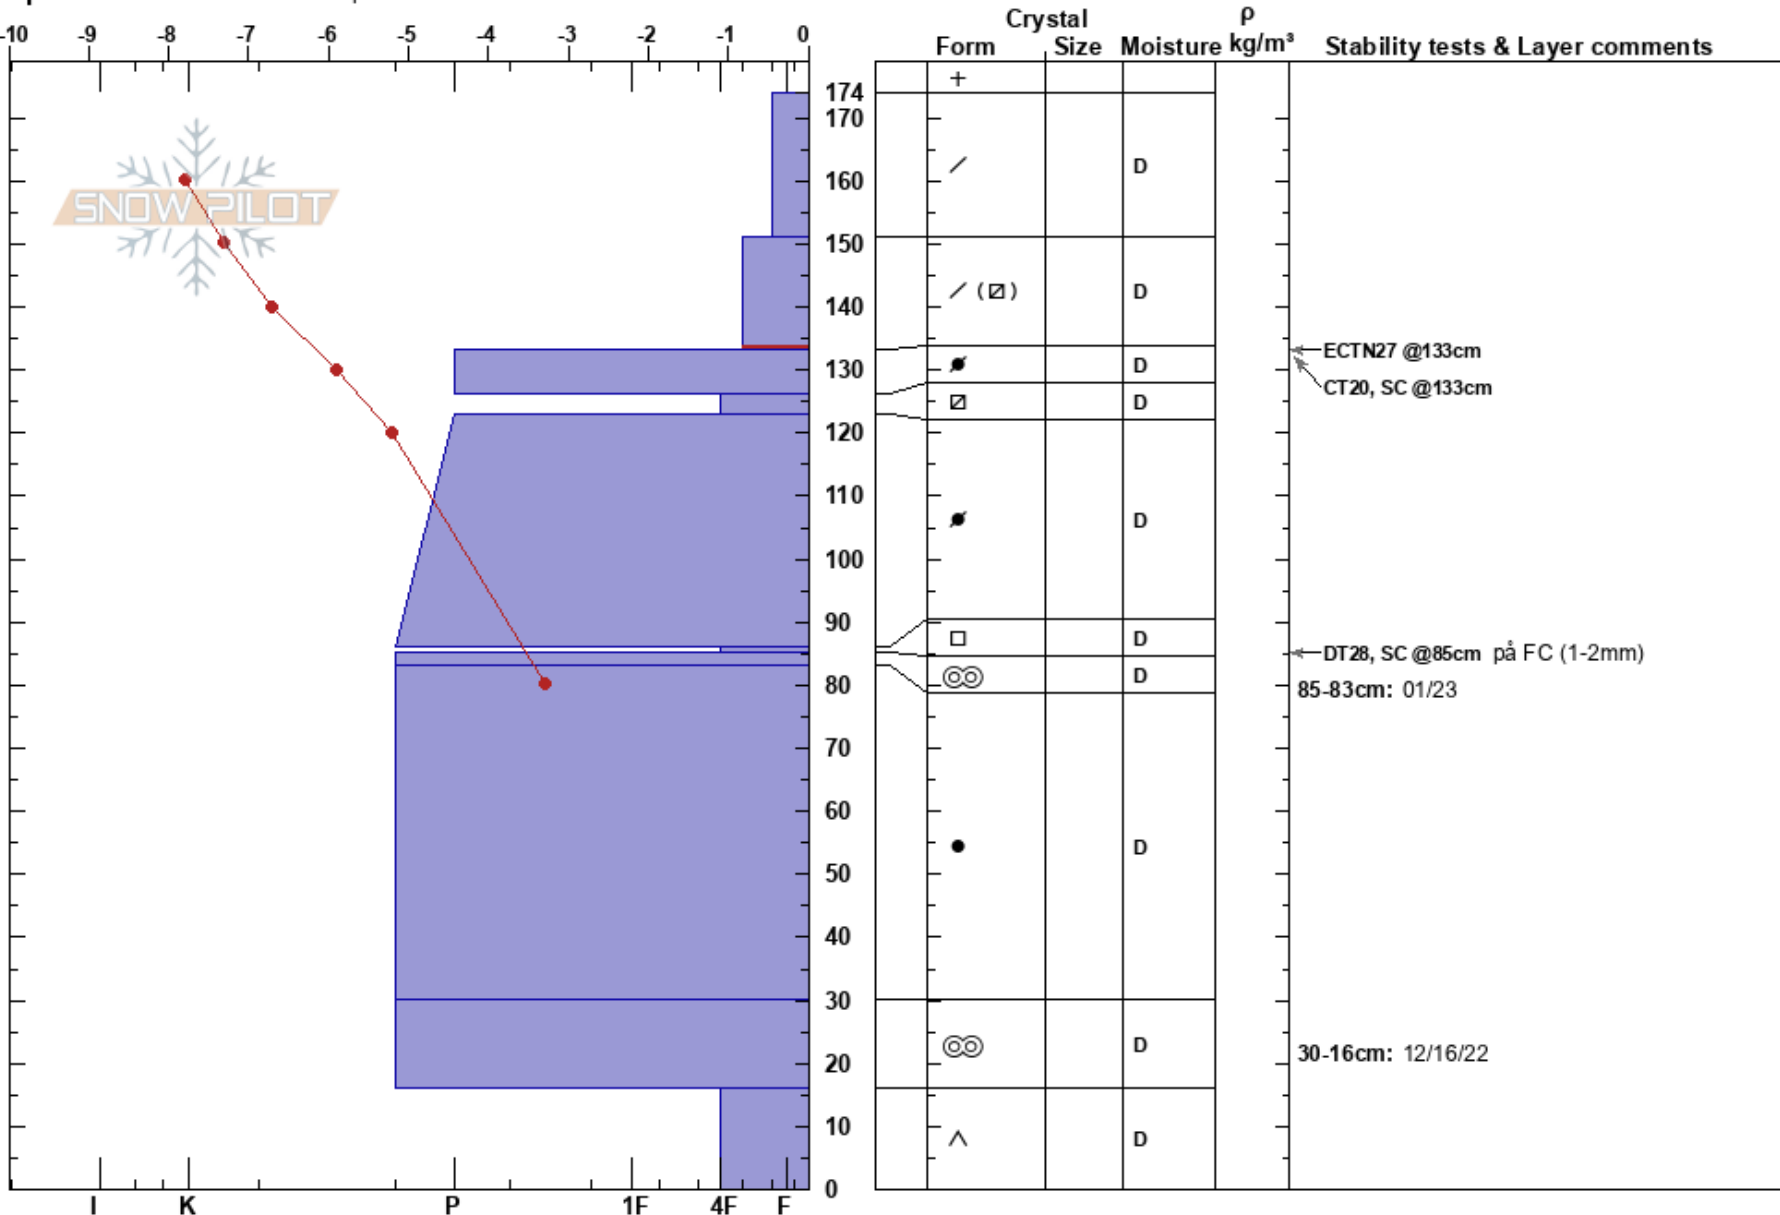 Crystal ρ
-10 -9 -8 -7 -6 -5 -4 -3 -2 -1 0 Form Size Moisture kg/m³ Stability tests & Layer comments
+
174
170
/ D
160
SNOW PILOT
150
/ ( ) D
140
ECTN27 @133cm
130 D
CT20, SC @133cm
D
120
110 D
100
90
D
DT28, SC @85cm på FC (1-2mm)
80 D
85-83cm: 01/23
70
60
50 D
40
30
20 D 30-16cm: 12/16/22
10 D
0
I K P 1F 4F F